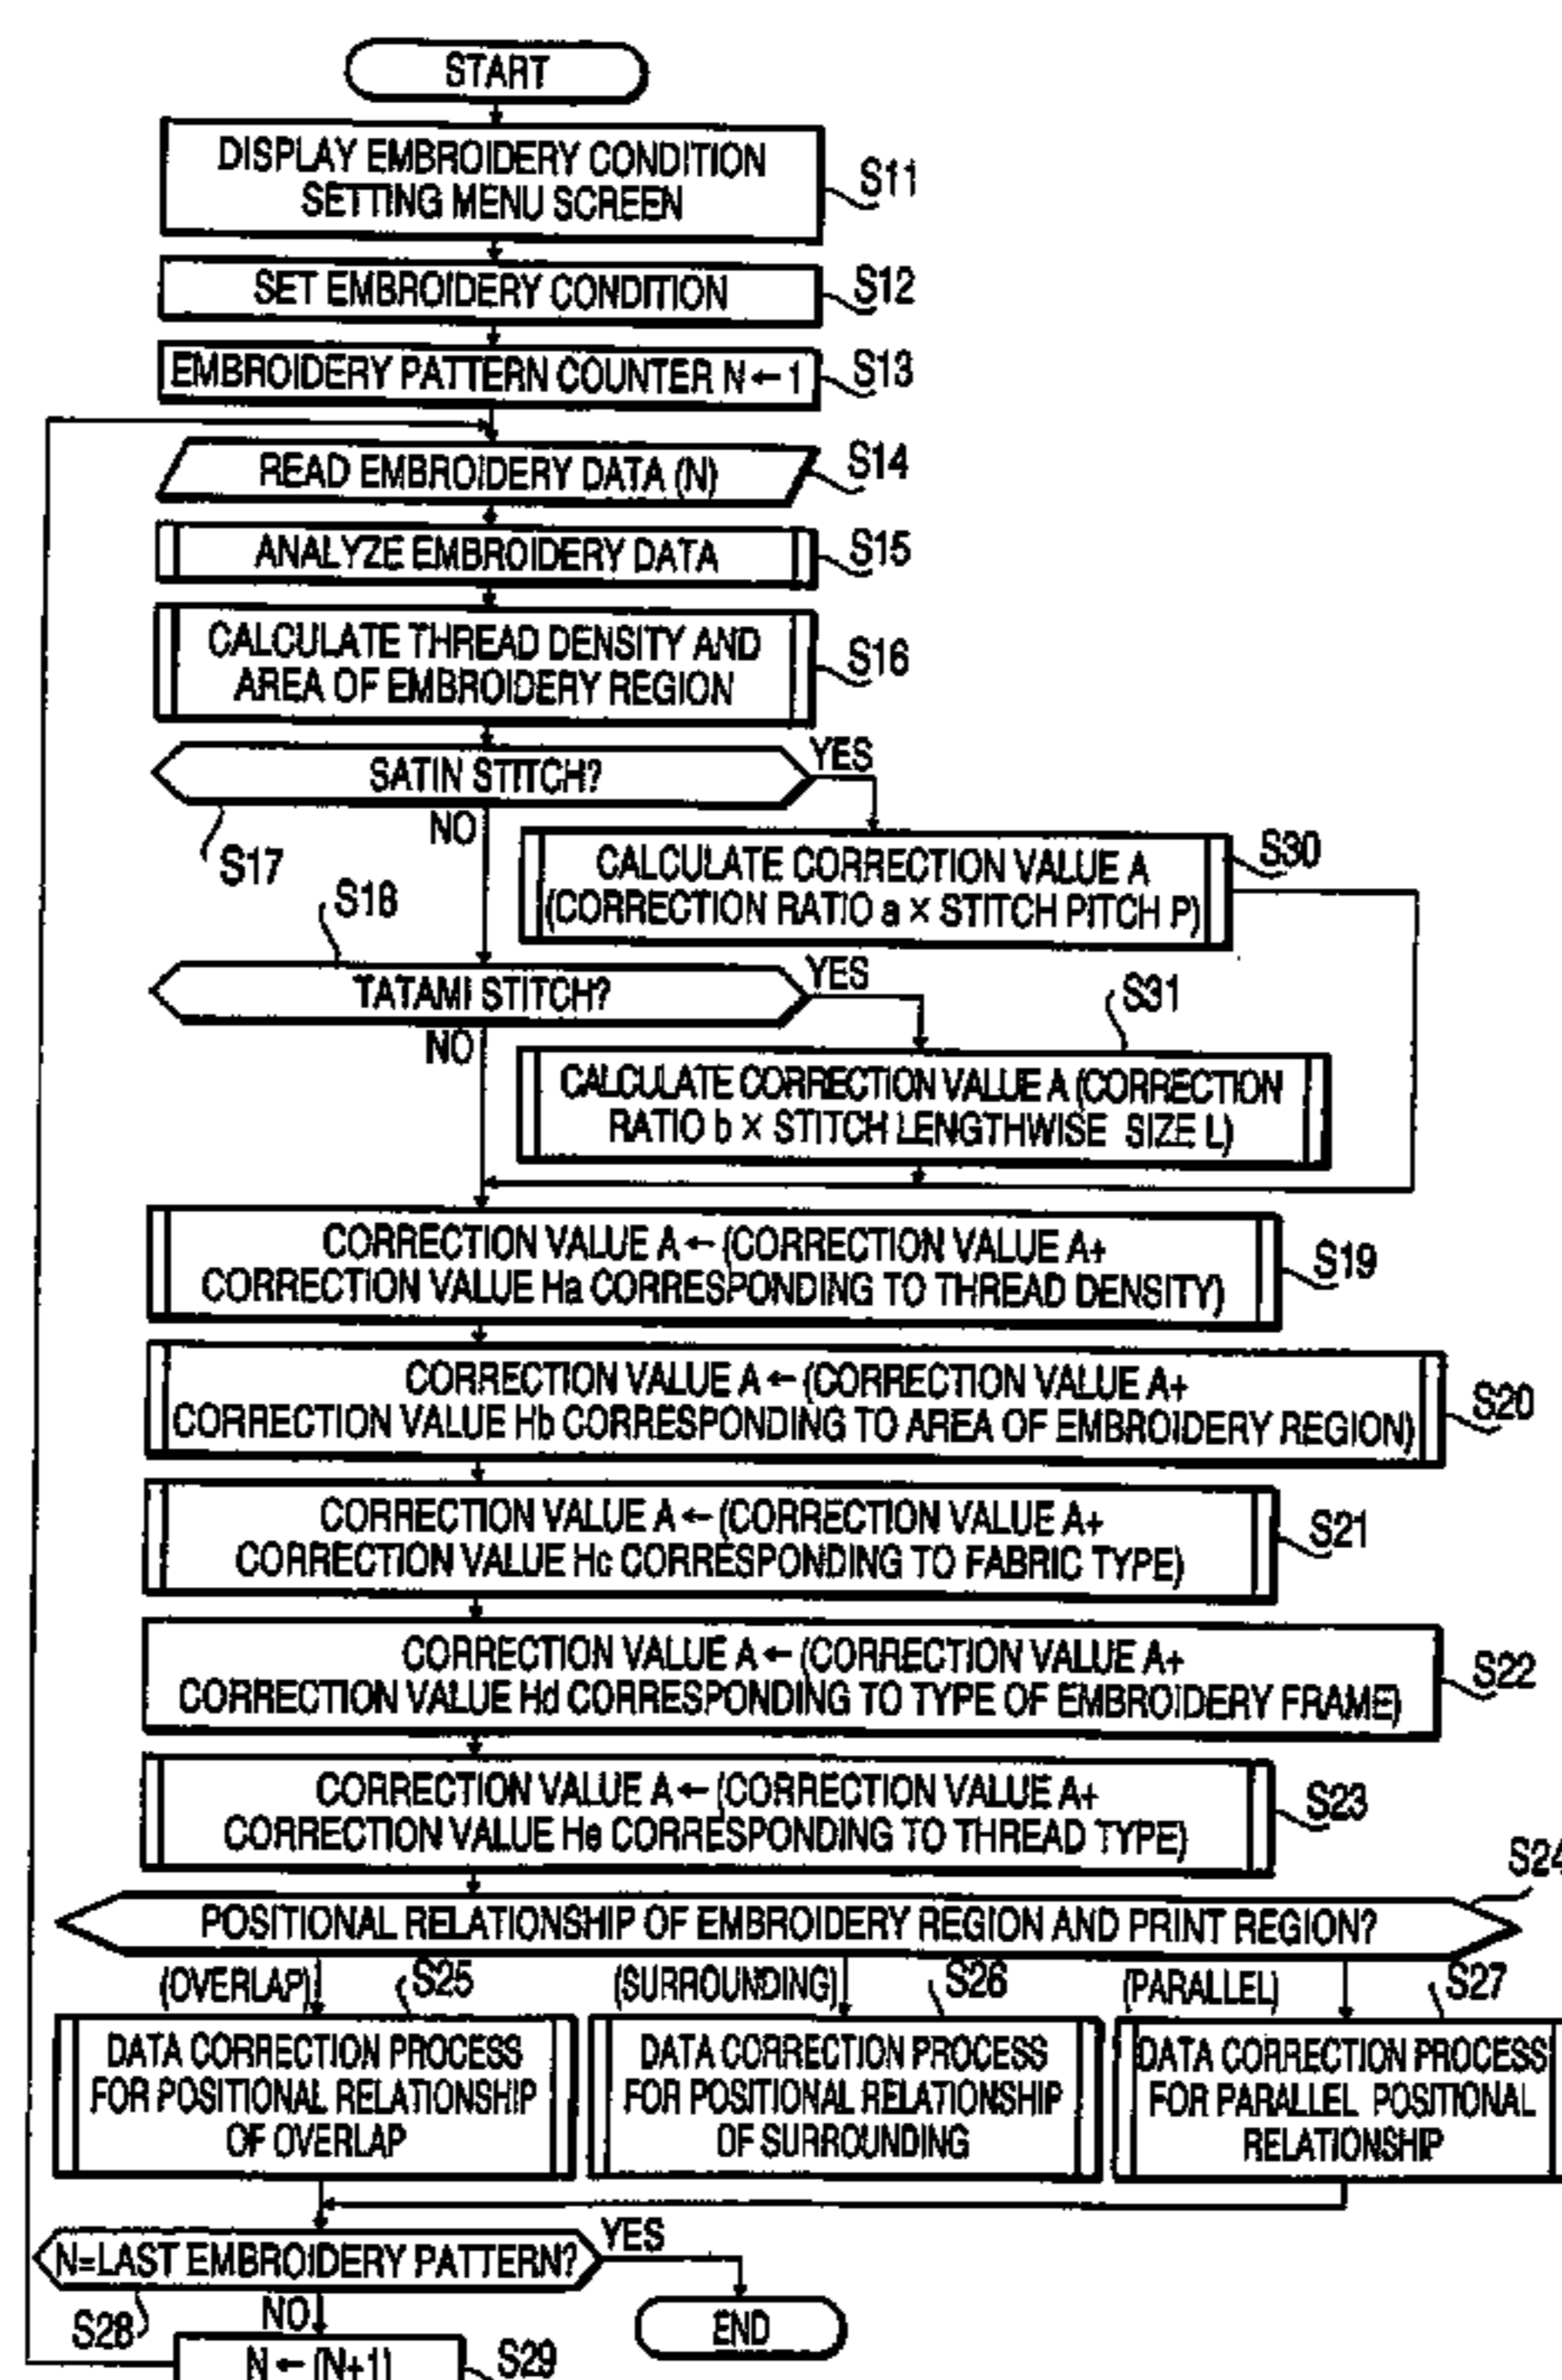 START
DISPLAY EMBROIDERY CONDITION
SETTING MENU SCREEN
S11
SET EMBROIDERY CONDITION
S12
EMBROIDERY PATTERN COUNTER N ← 1
S13
READ EMBROIDERY DATA (N)
S14
ANALYZE EMBROIDERY DATA
S15
CALCULATE THREAD DENSITY AND
AREA OF EMBROIDERY REGION
S16
SATIN STITCH?
YES
NO
S17
CALCULATE CORRECTION VALUE A
(CORRECTION RATIO a × STITCH PITCH P)
S30
S18
TATAMI STITCH?
YES
NO
S31
CALCULATE CORRECTION VALUE A (CORRECTION
RATIO b × STITCH LENGTHWISE SIZE L)
CORRECTION VALUE A ← (CORRECTION VALUE A+
CORRECTION VALUE Ha CORRESPONDING TO THREAD DENSITY)
S19
CORRECTION VALUE A ← (CORRECTION VALUE A+
CORRECTION VALUE Hb CORRESPONDING TO AREA OF EMBROIDERY REGION)
S20
CORRECTION VALUE A ← (CORRECTION VALUE A+
CORRECTION VALUE Hc CORRESPONDING TO FABRIC TYPE)
S21
CORRECTION VALUE A ← (CORRECTION VALUE A+
CORRECTION VALUE Hd CORRESPONDING TO TYPE OF EMBROIDERY FRAME)
S22
CORRECTION VALUE A ← (CORRECTION VALUE A+
CORRECTION VALUE He CORRESPONDING TO THREAD TYPE)
S23
S24
POSITIONAL RELATIONSHIP OF EMBROIDERY REGION AND PRINT REGION?
(OVERLAP)
S25
(SURROUNDING)
S26
(PARALLEL)
S27
DATA CORRECTION PROCESS
FOR POSITIONAL RELATIONSHIP
OF OVERLAP
DATA CORRECTION PROCESS
FOR POSITIONAL RELATIONSHIP
OF SURROUNDING
DATA CORRECTION PROCESS
FOR PARALLEL POSITIONAL
RELATIONSHIP
N=LAST EMBROIDERY PATTERN?
YES
S28
NO
END
N ← (N+1)
S29